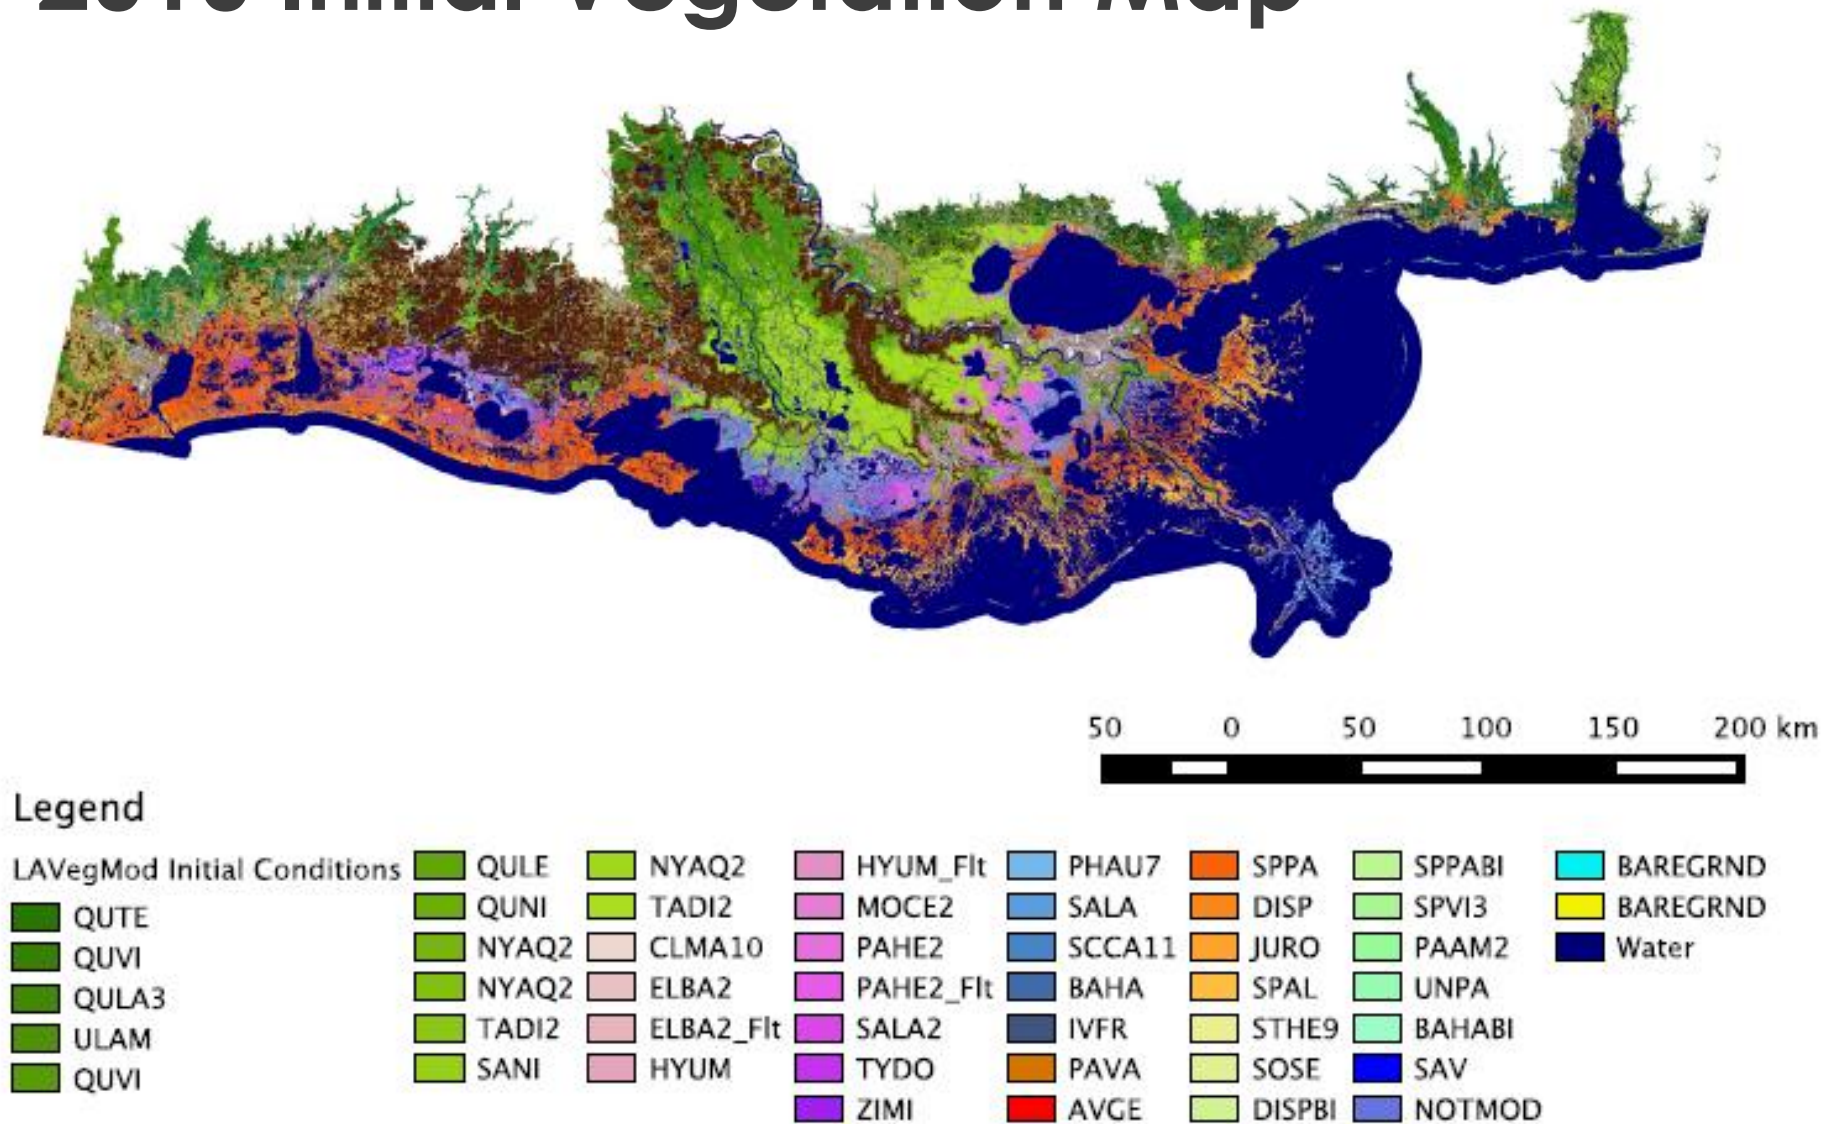 Initial Vegetation Map
50 0 50 100 150 200 km
Legend
LAVegMod Initial Conditions
QUTE
QUVI
QULA3
ULAM
QUVI
QULE
QUNI
NYAQ2
NYAQ2
TADI2
SANI
NYAQ2
TADI2
CLMA10
ELBA2
ELBA2_Flt
HYUM
HYUM_Flt
MOCE2
PAHE2
PAHE2_Flt
SALA2
TYDO
ZIMI
PHAU7
SALA
SCCA11
BAHA
IVFR
PAVA
AVGE
SPPA
DISP
JURO
SPAL
STHE9
SOSE
DISPBI
SPPABI
SPVI3
PAAM2
UNPA
BAHABI
SAV
NOTMOD
BAREGRND
BAREGRND
Water